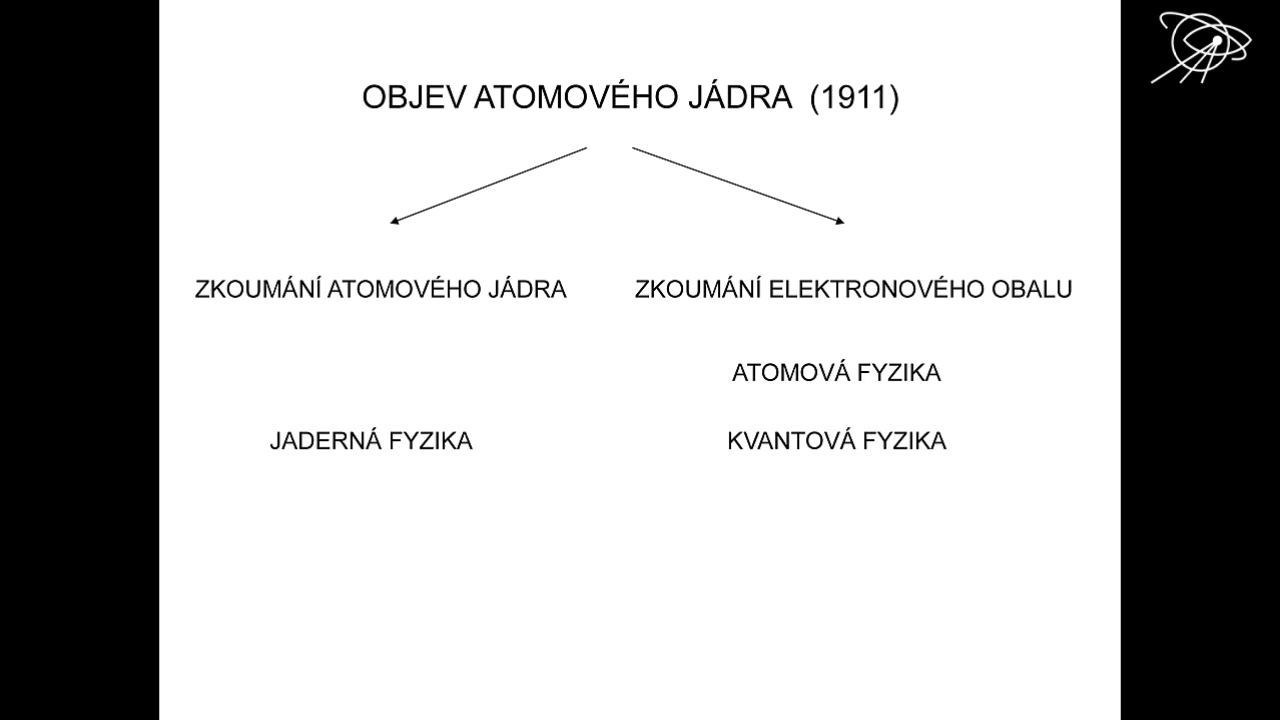 OBJEV ATOMOVÉHO JÁDRA (1911)
ZKOUMÁNÍ ATOMOVÉHO JÁDRA
ZKOUMÁNÍ ELEKTRONOVÉHO OBALU
ATOMOVÁ FYZIKA
JADERNÁ FYZIKA
KVANTOVÁ FYZIKA